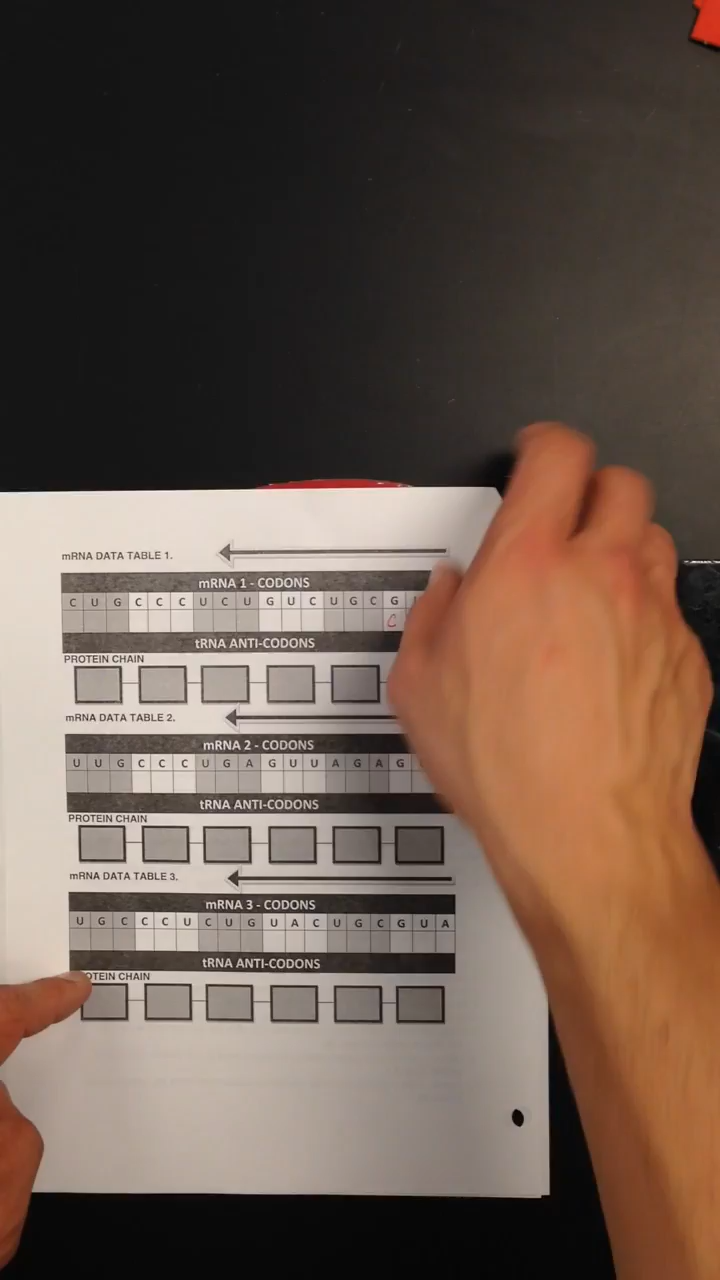 mRNA DATA TABLE 1.
mRNA 1 - CODONS
C U G C C C U C U G U C U G C G
C
tRNA ANTI-CODONS
PROTEIN CHAIN
mRNA DATA TABLE 2.
mRNA 2 - CODONS
U U G C C C U G A G U U A G A G
tRNA ANTI-CODONS
PROTEIN CHAIN
mRNA DATA TABLE 3.
mRNA 3 - CODONS
U G C C C U C U G U A C U G C G U A
tRNA ANTI-CODONS
OTEIN CHAIN